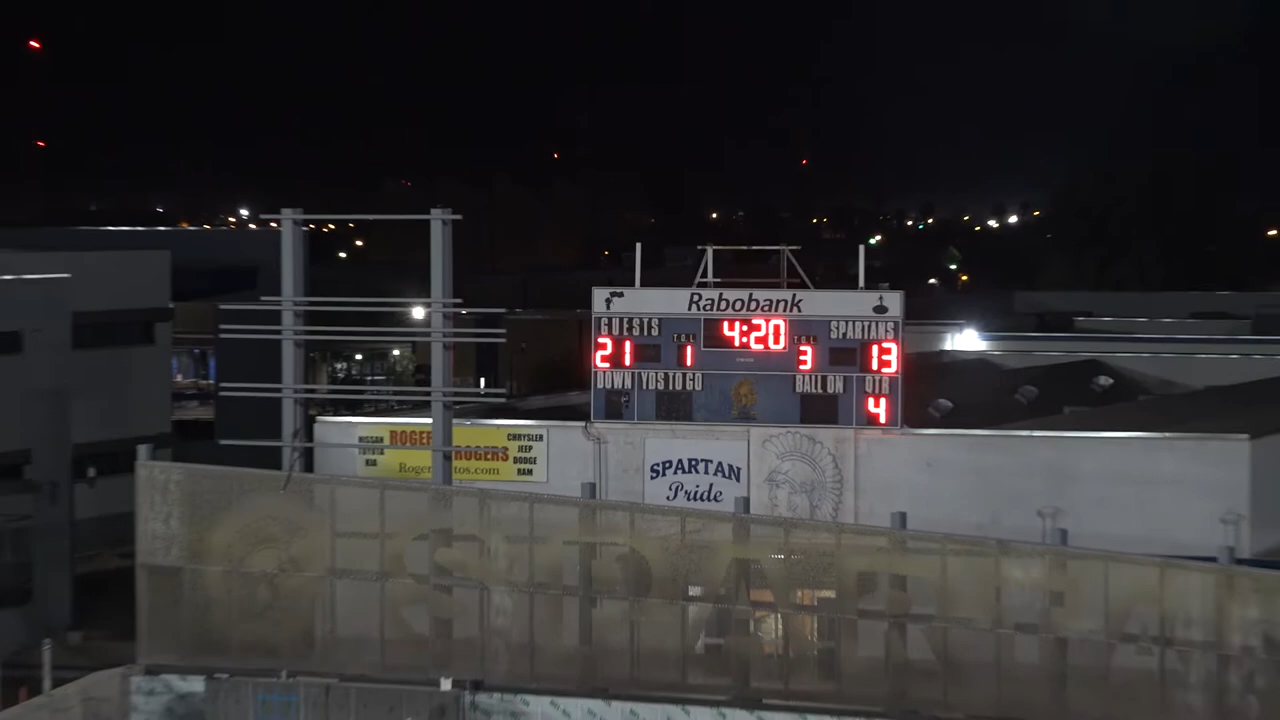 Rabobank
GUESTS 4:20 SPARTANS
T.O.L. T.O.L.
21 1 3 13
DOWN YDS TO GO BALL ON QTR
4
NISSAN ROGER ROGERS CHRYSLER
TOYOTA JEEP
KIA DODGE
RAM
SPARTAN
Pride